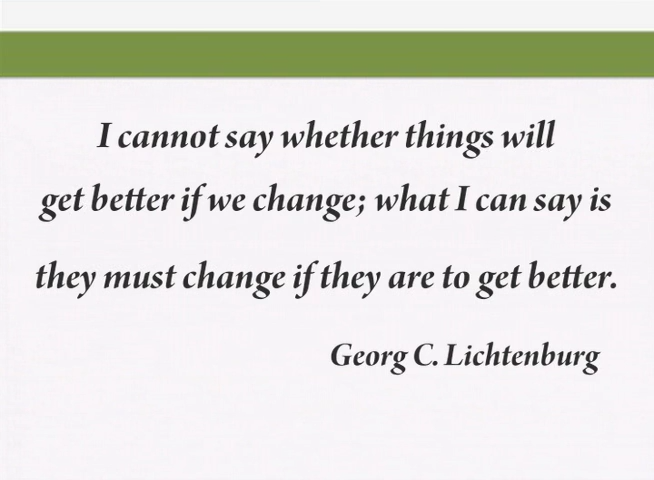 I cannot say whether things will
get better if we change; what I can say is
they must change if they are to get better.
Georg C. Lichtenburg